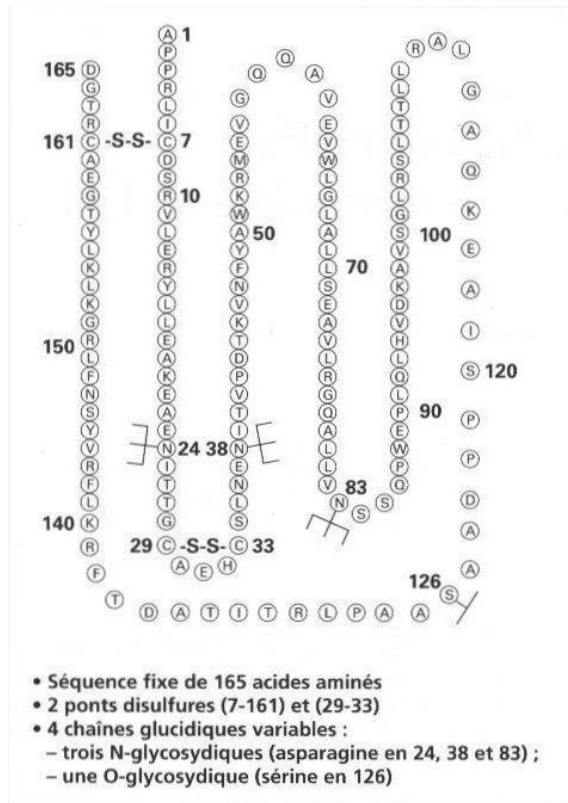 A 1
P
P
R
L
I
165 D
G
T
R
161 C -S-S- C 7
A E G T Y L K L K G R L F N S Y V R F L K R F T
D S R V L E R Y L L E A K E A E N I T T G C A E H
10
C S L N E N I T V P D T K V N F Y A W K R M E V G Q Q A
50
V E V W L G L A L L S E A V L R G Q A L L V N S S
70
Q P W E P L Q L H V D K A V S G L R S L T T L L R A L
100
G A Q K E A I S P P D A A S
150
120
90
24 38
83
140
29 -S-S- 33
126
D A T I T R L P A A
• Séquence fixe de 165 acides aminés
• 2 ponts disulfures (7-161) et (29-33)
• 4 chaînes glucidiques variables :
– trois N-glycosydiques (asparagine en 24, 38 et 83) ;
– une O-glycosydique (sérine en 126)